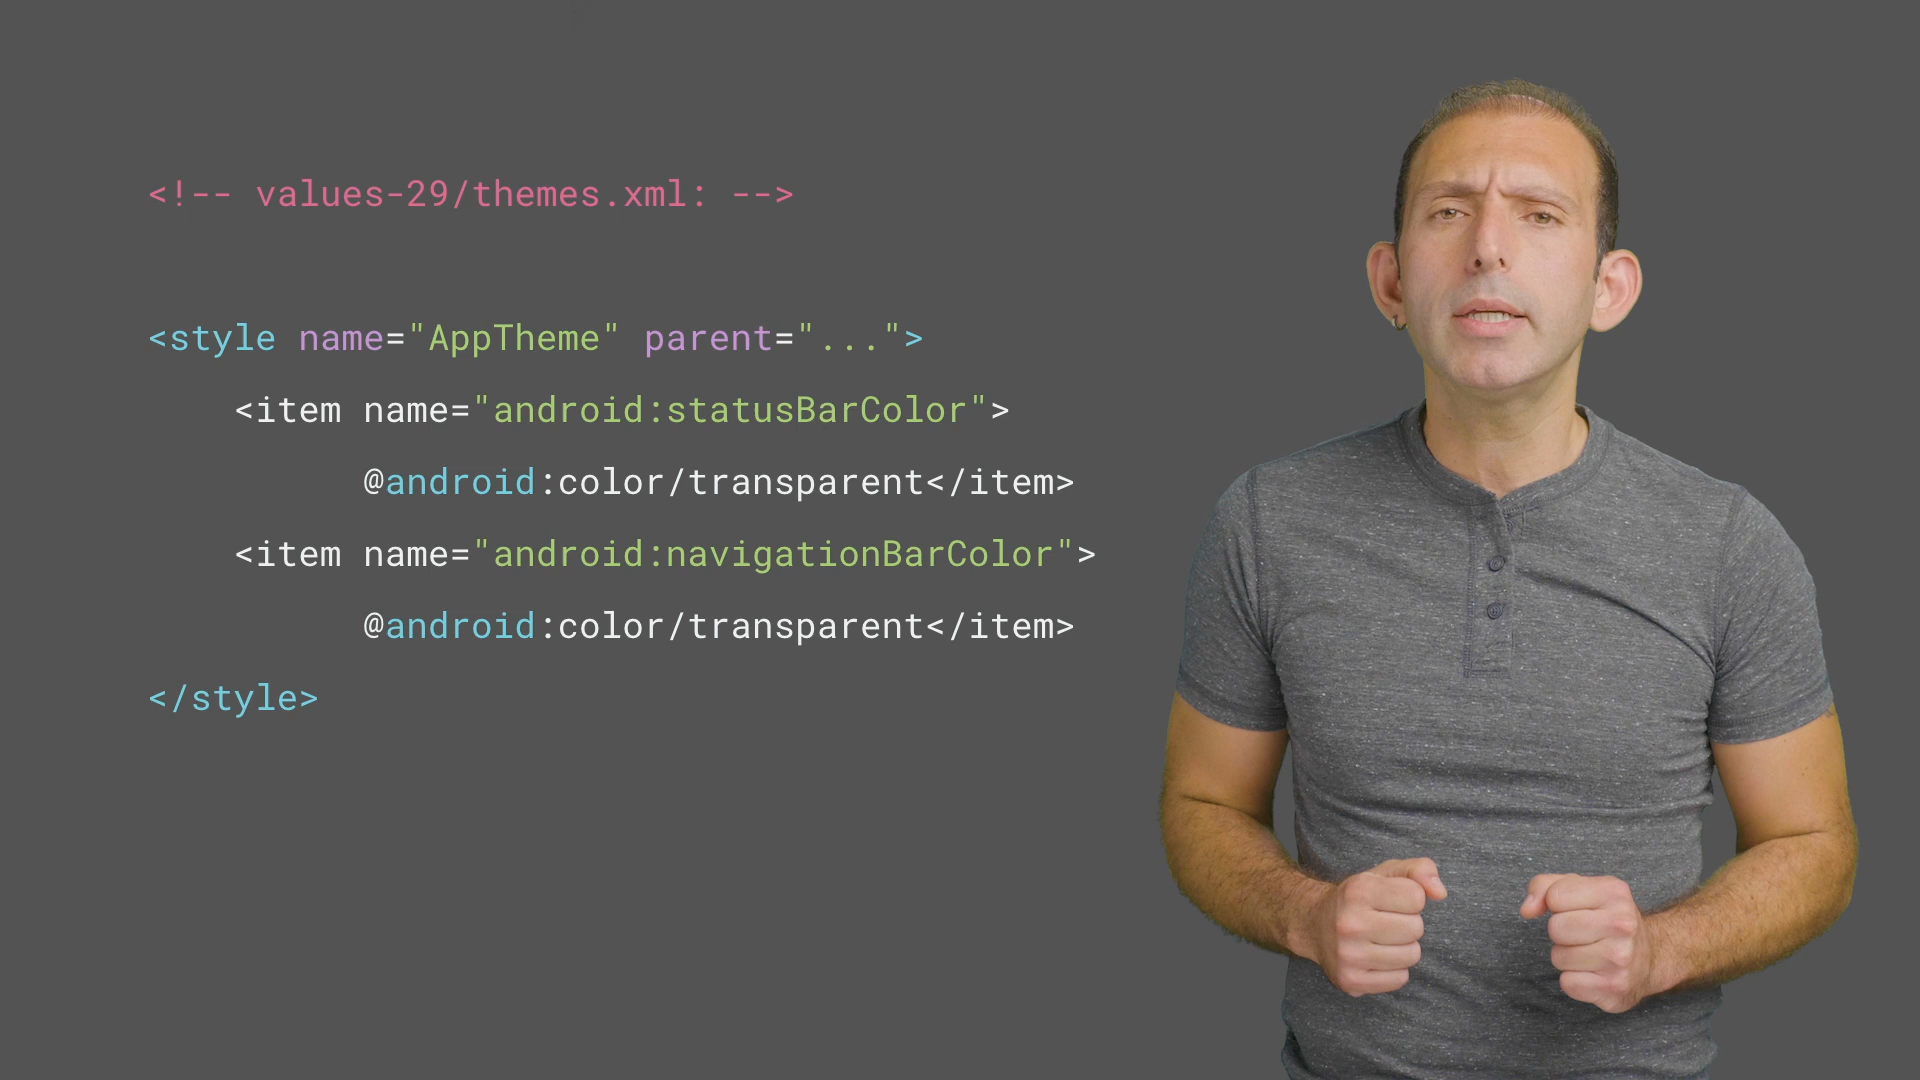 <!-- values-29/themes.xml: -->
<style name="AppTheme" parent="...">
<item name="android:statusBarColor">
@android:color/transparent</item>
<item name="android:navigationBarColor">
@android:color/transparent</item>
</style>